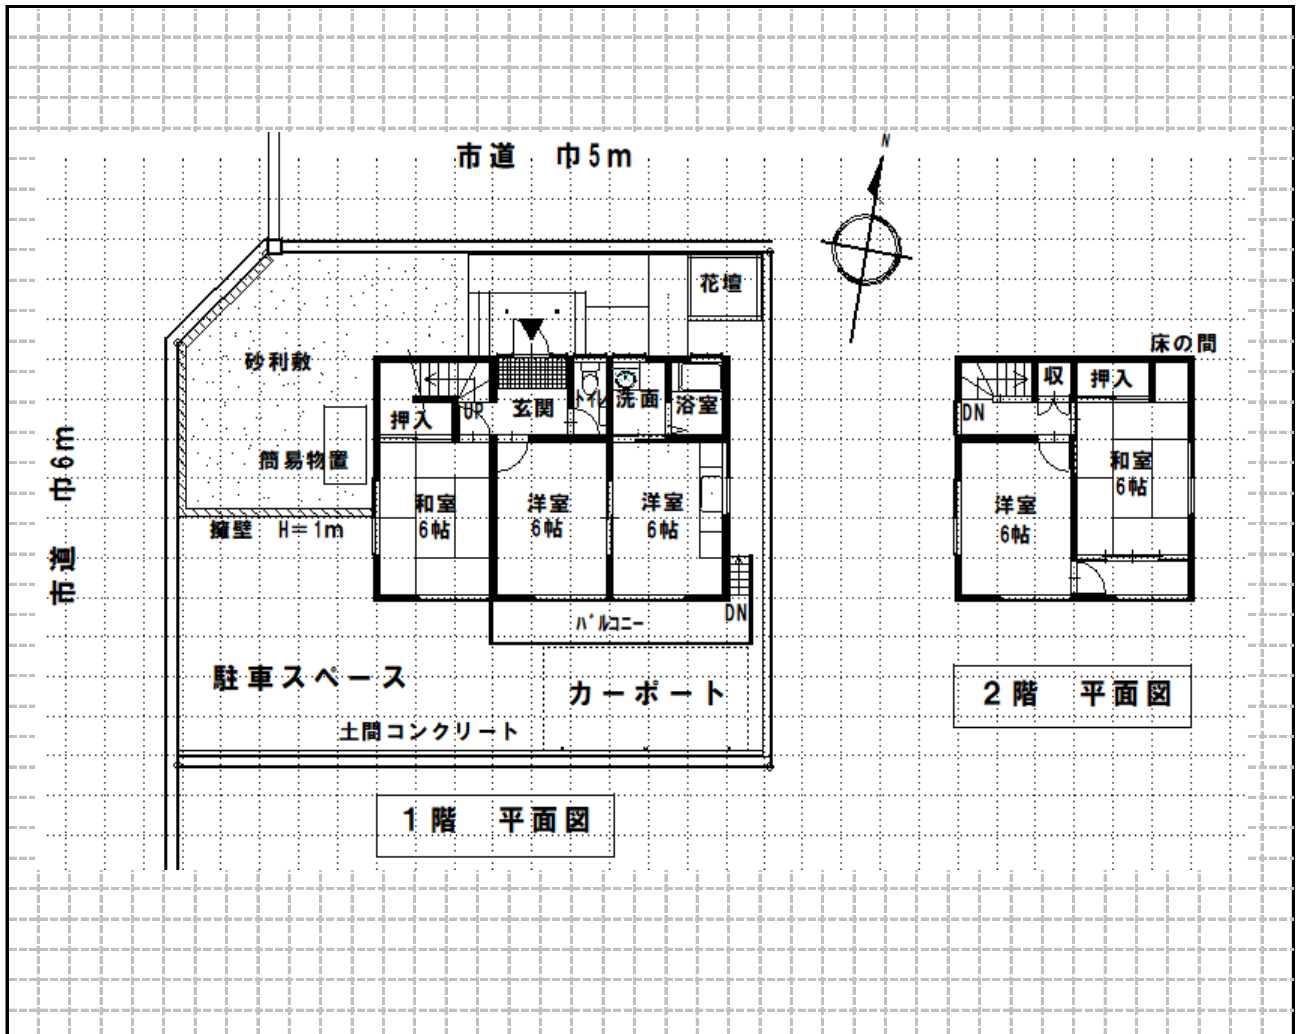 市道　巾5m
N
花壇
床の間
砂利敷
収
押入
トイレ
洗面
浴室
玄関
UP
押入
DN
市道　巾6m
簡易物置
和室
6帖
和室
6帖
洋室
6帖
洋室
6帖
洋室
6帖
擁壁　H=1m
DN
バルコニー
駐車スペース
カーポート
2階　平面図
土間コンクリート
1階　平面図